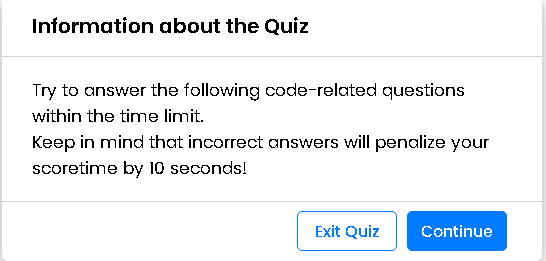 Information about the Quiz
Try to answer the following code-related questions
within the time limit.
Keep in mind that incorrect answers will penalize your
scoretime by 10 seconds!
Exit Quiz
Continue